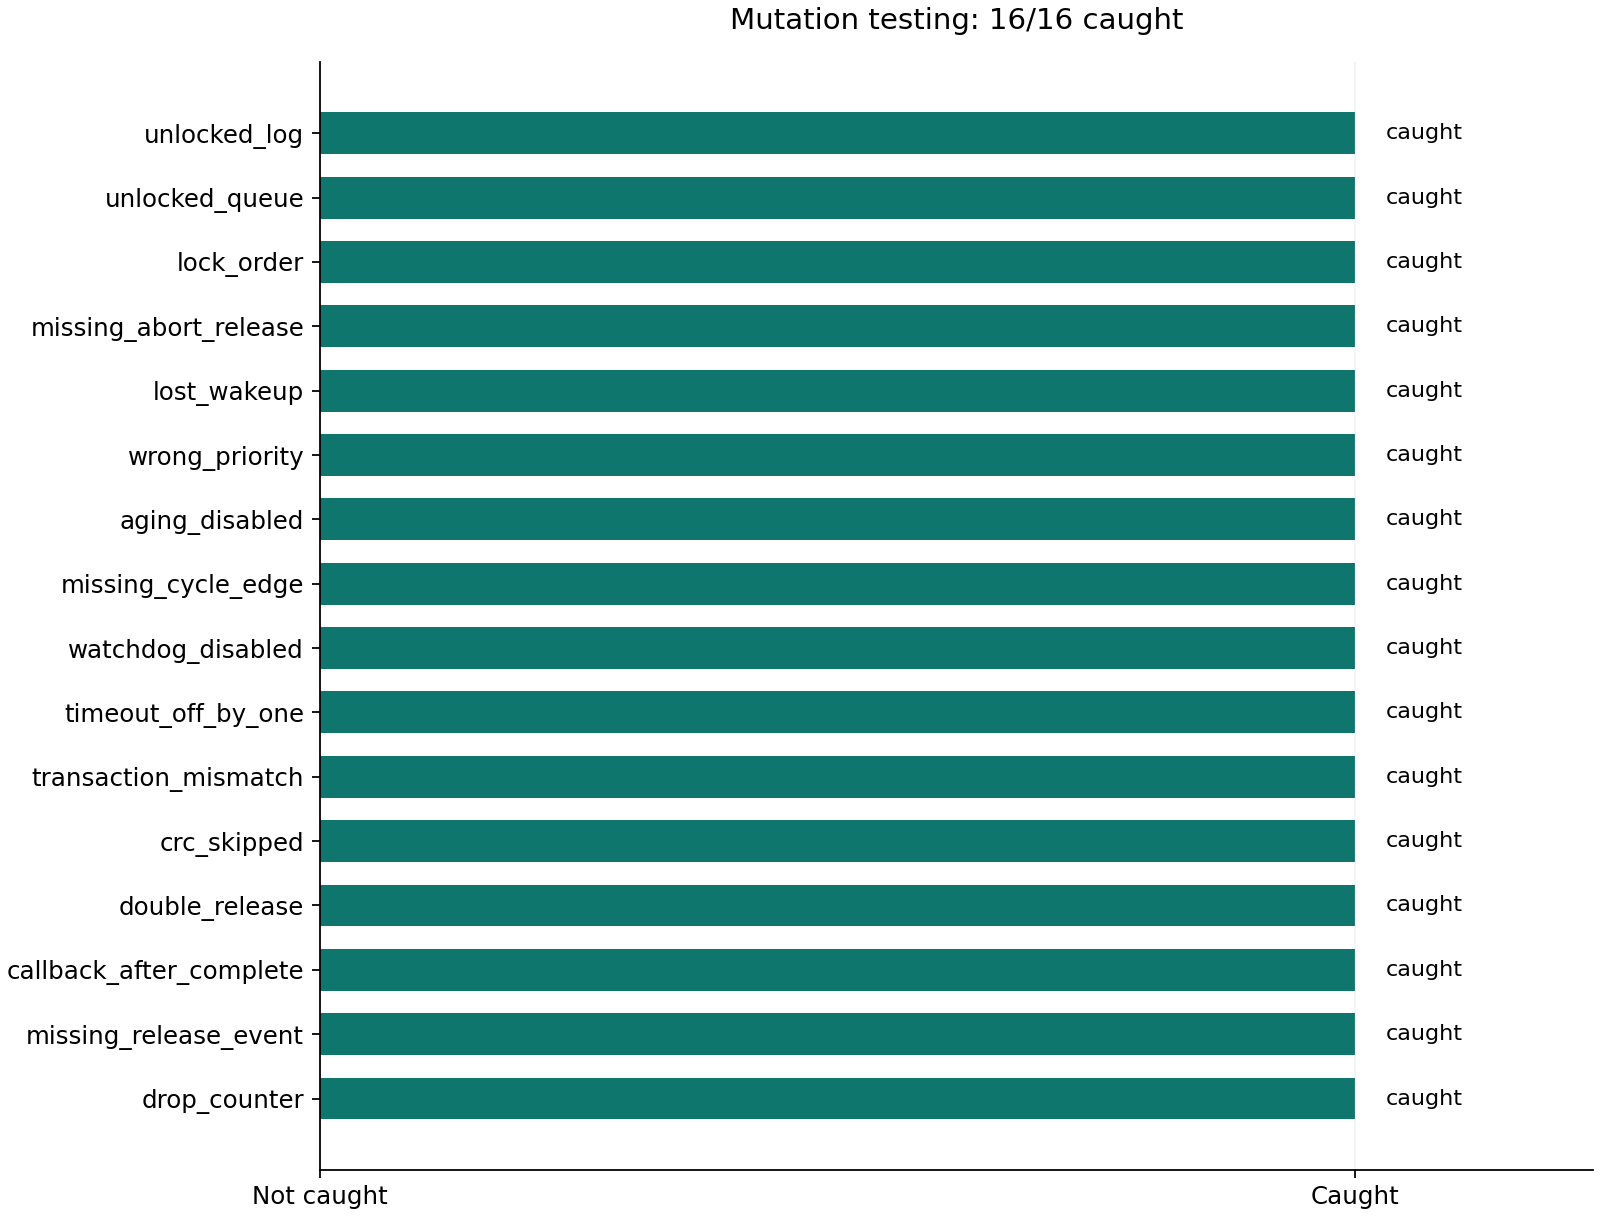 Mutation testing: 16/16 caught
unlocked_log caught
unlocked_queue caught
lock_order caught
missing_abort_release caught
lost_wakeup caught
wrong_priority caught
aging_disabled caught
missing_cycle_edge caught
watchdog_disabled caught
timeout_off_by_one caught
transaction_mismatch caught
crc_skipped caught
double_release caught
callback_after_complete caught
missing_release_event caught
drop_counter caught
Not caught Caught